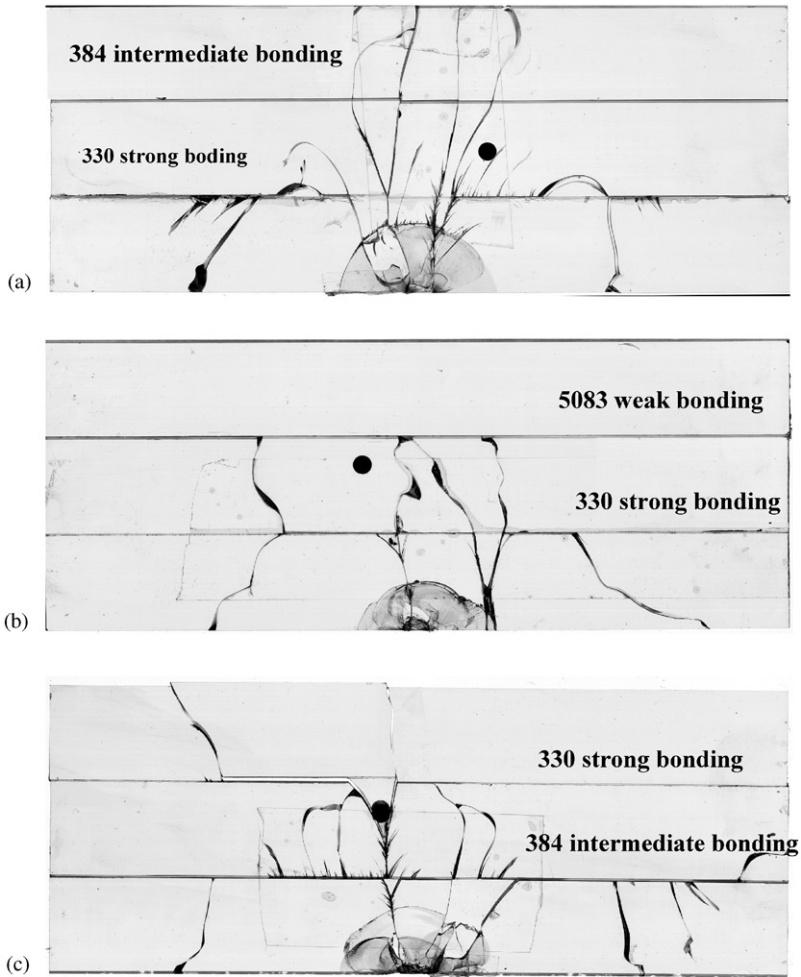 384 intermediate bonding
330 strong boding
(a)
5083 weak bonding
330 strong bonding
(b)
330 strong bonding
384 intermediate bonding
(c)